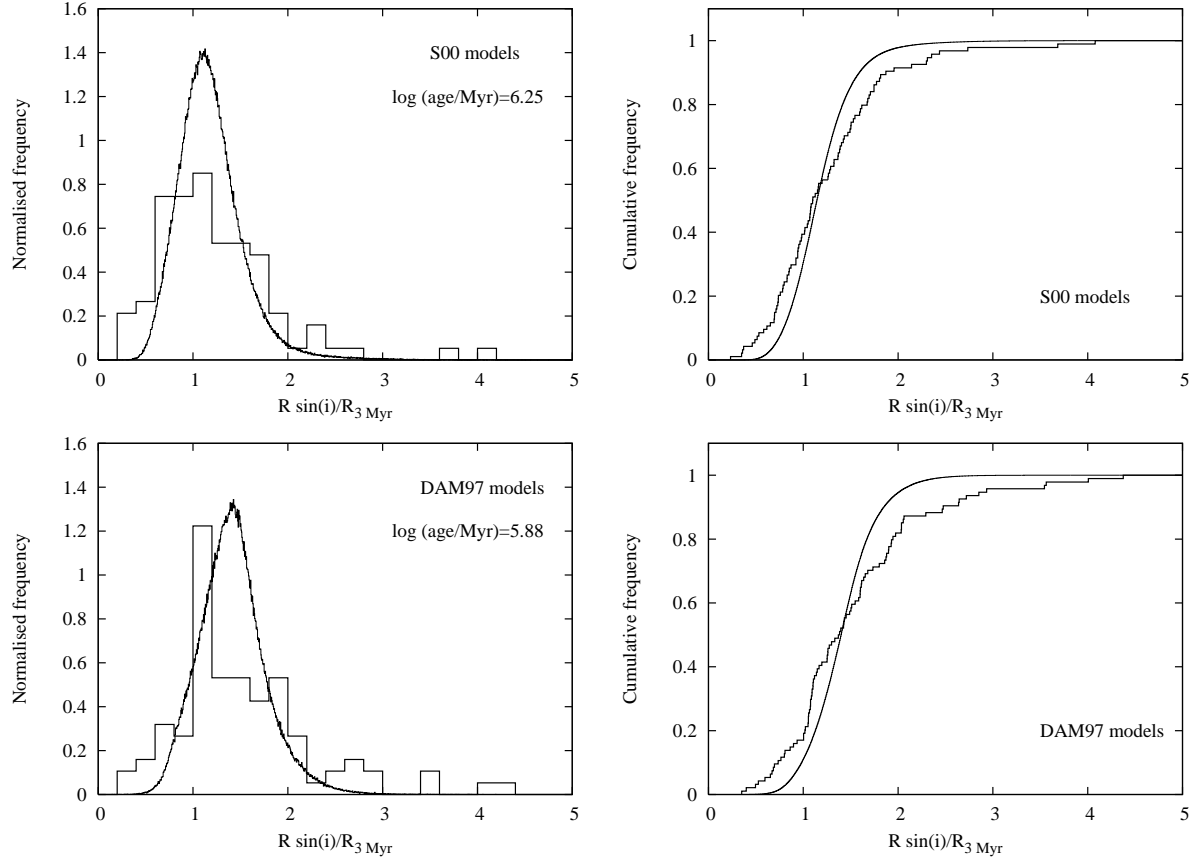 1.6
1.4
1.2
1
0.8
0.6
0.4
0.2
0
Normalised frequency
S00 models
log (age/Myr)=6.25
0 1 2 3 4 5
R sin(i)/R3 Myr
1
0.8
0.6
0.4
0.2
0
Cumulative frequency
S00 models
0 1 2 3 4 5
R sin(i)/R3 Myr
1.6
1.4
1.2
1
0.8
0.6
0.4
0.2
0
Normalised frequency
DAM97 models
log (age/Myr)=5.88
0 1 2 3 4 5
R sin(i)/R3 Myr
1
0.8
0.6
0.4
0.2
0
Cumulative frequency
DAM97 models
0 1 2 3 4 5
R sin(i)/R3 Myr